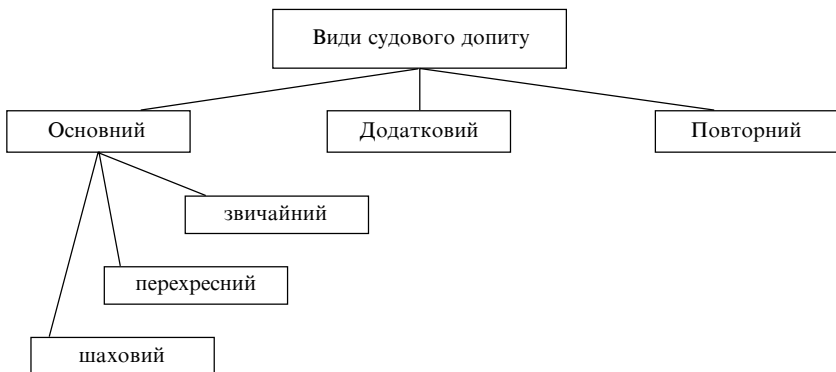 Види судового допиту
Основний
Додатковий
Повторний
звичайний
перехресний
шаховий